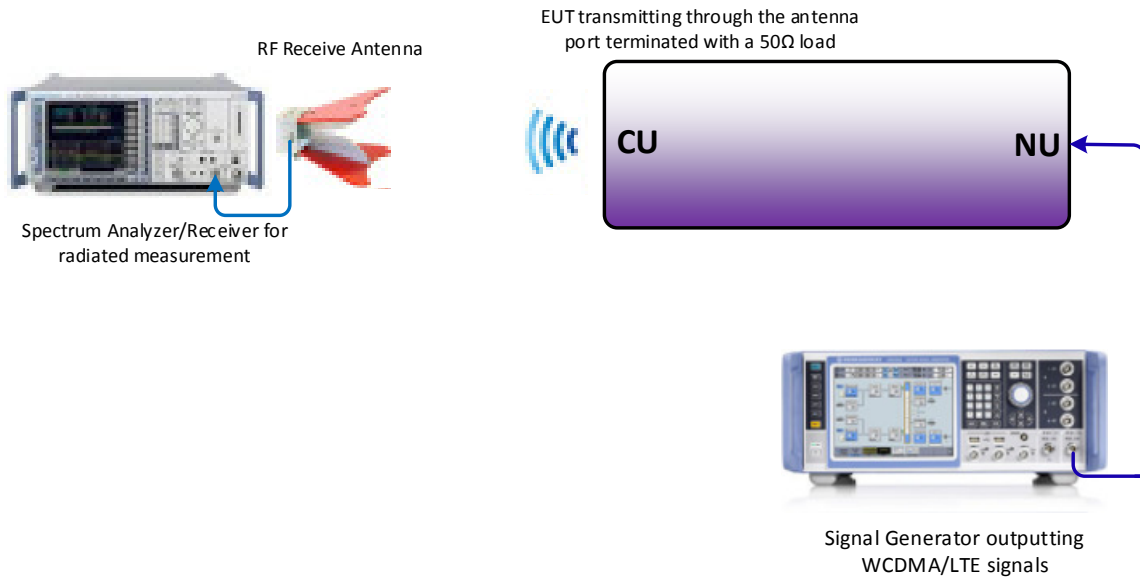 EUT transmitting through the antenna
port terminated with a 50Ω load
RF Receive Antenna
CU
NU
Spectrum Analyzer/Receiver for
radiated measurement
Signal Generator outputting
WCDMA/LTE signals